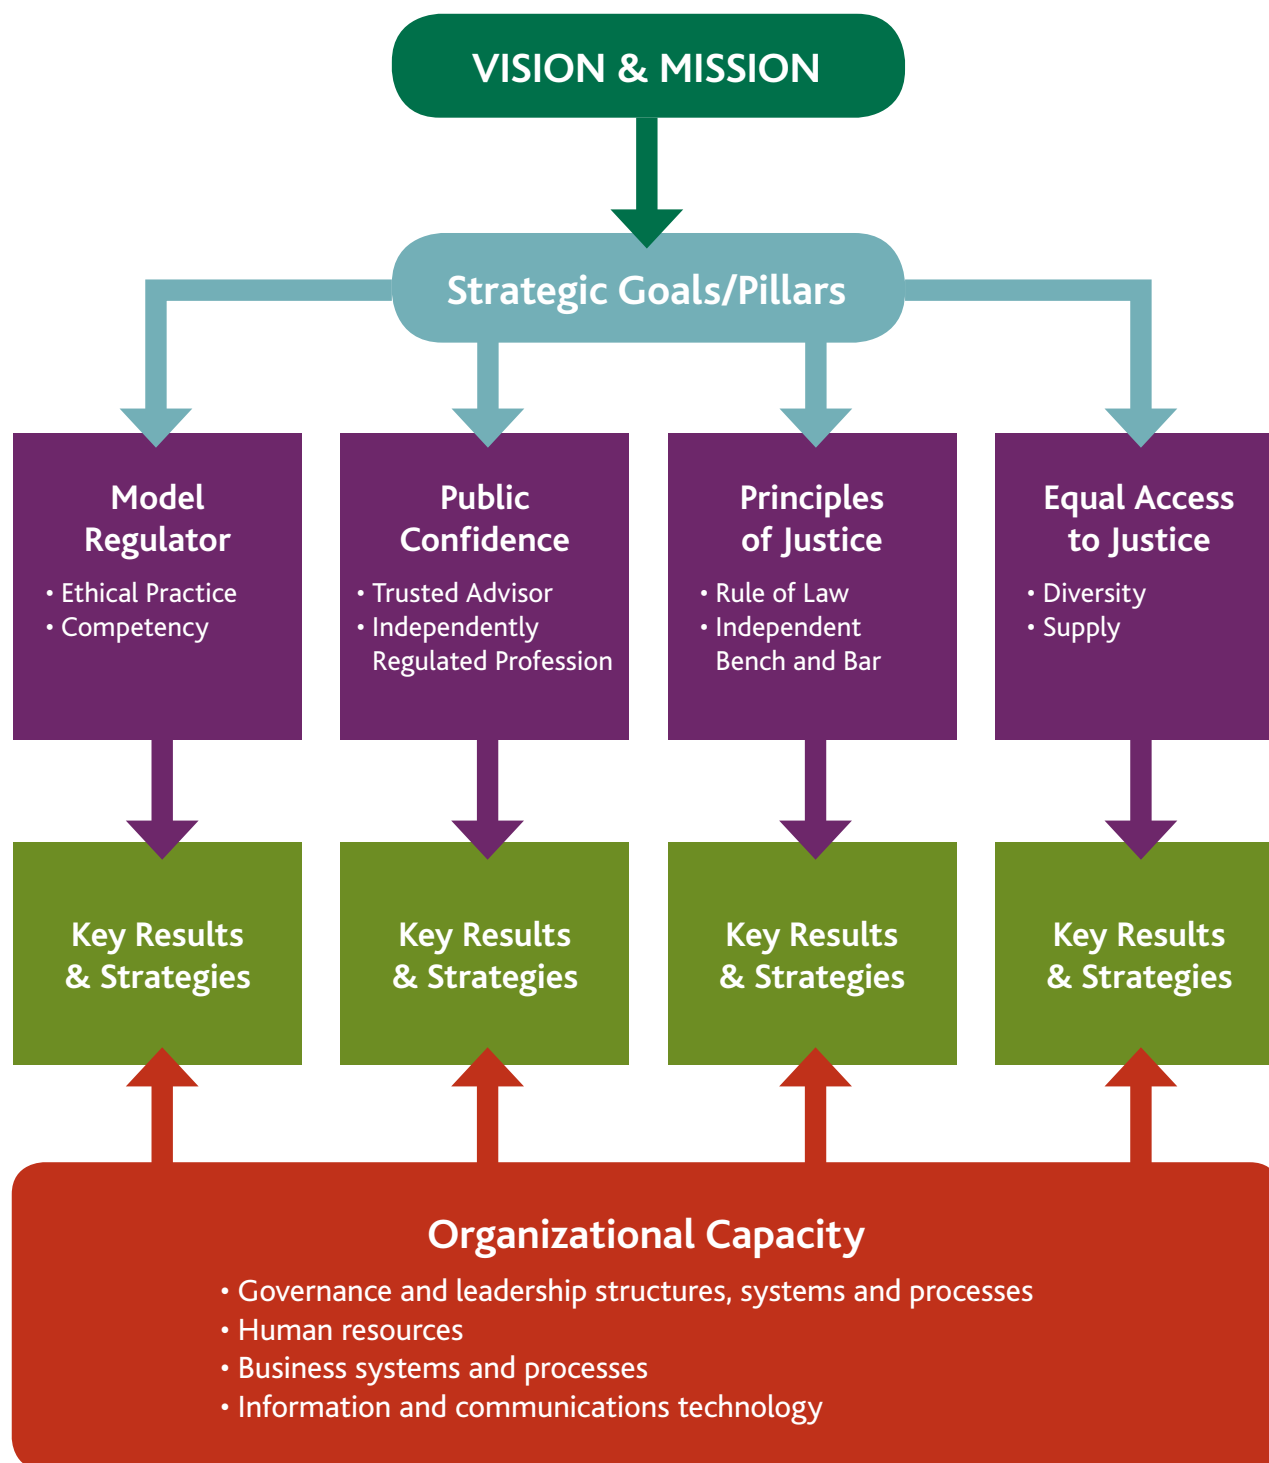 VISION & MISSION
Strategic Goals/Pillars
Model
Regulator
• Ethical Practice
• Competency
Public
Confidence
• Trusted Advisor
• Independently
Regulated Profession
Principles
of Justice
• Rule of Law
• Independent
Bench and Bar
Equal Access
to Justice
• Diversity
• Supply
Key Results
& Strategies
Key Results
& Strategies
Key Results
& Strategies
Key Results
& Strategies
Organizational Capacity
• Governance and leadership structures, systems and processes
• Human resources
• Business systems and processes
• Information and communications technology